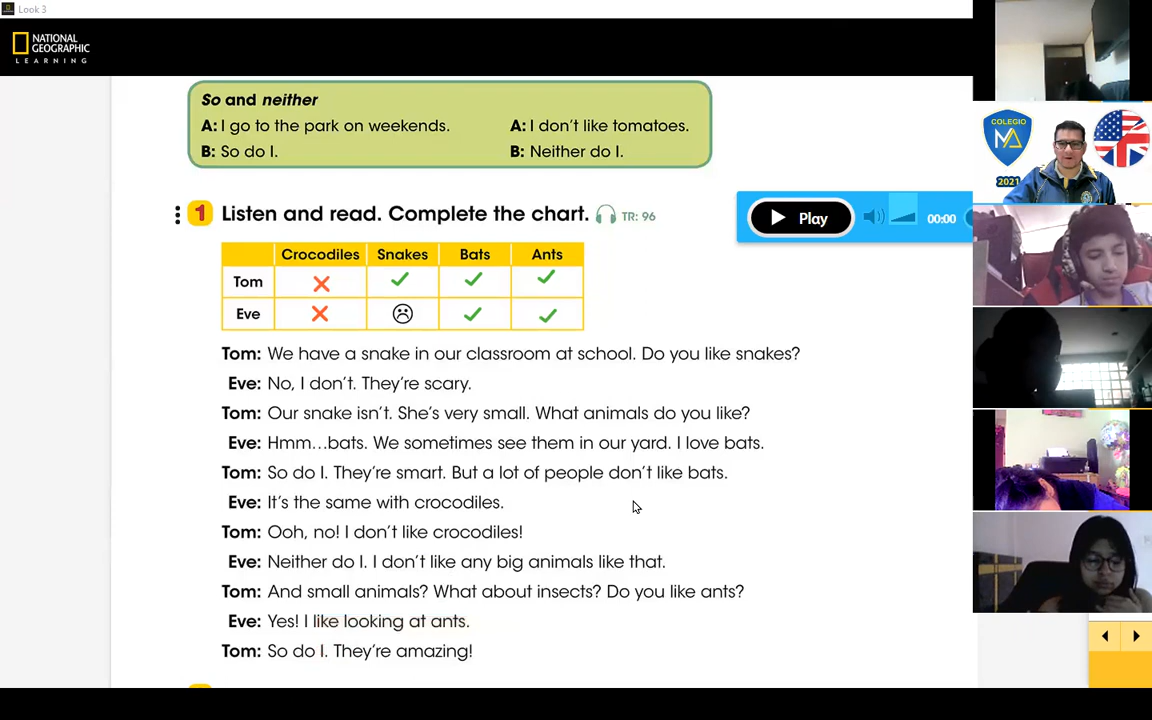 Look 3
NATIONAL
GEOGRAPHIC
LEARNING
So and neither
A: I go to the park on weekends.
B: So do I.
A: I don't like tomatoes.
B: Neither do I.
1 Listen and read. Complete the chart. TR: 96
Play 00:00
Crocodiles Snakes Bats Ants
Tom
Eve
Tom: We have a snake in our classroom at school. Do you like snakes?
Eve: No, I don't. They're scary.
Tom: Our snake isn't. She's very small. What animals do you like?
Eve: Hmm...bats. We sometimes see them in our yard. I love bats.
Tom: So do I. They're smart. But a lot of people don't like bats.
Eve: It's the same with crocodiles.
Tom: Ooh, no! I don't like crocodiles!
Eve: Neither do I. I don't like any big animals like that.
Tom: And small animals? What about insects? Do you like ants?
Eve: Yes! I like looking at ants.
Tom: So do I. They're amazing!
COLEGIO
MA
2021